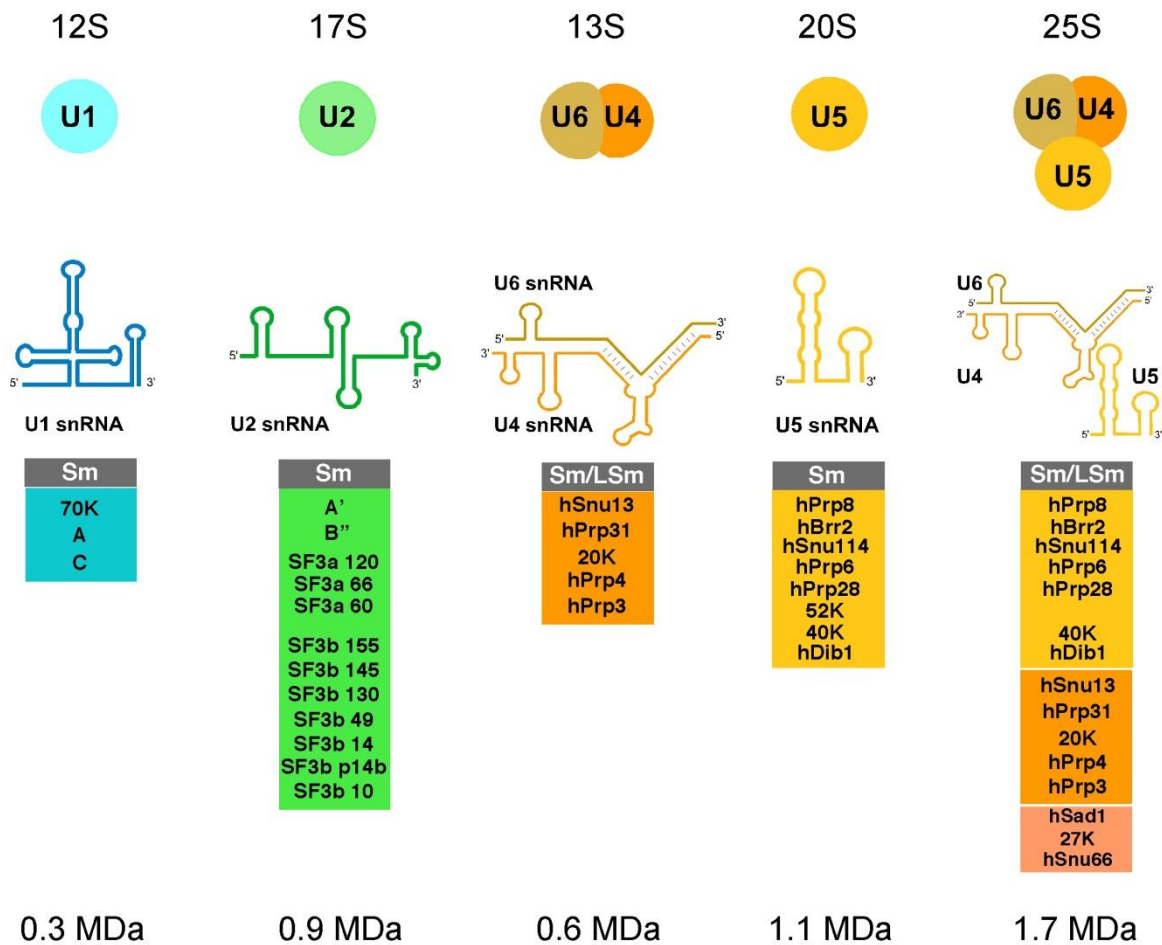 12S
17S
13S
20S
25S
U1
U2
U6 U4
U5
U6 U4
U5
5'
3'
U1 snRNA
5'
3'
U2 snRNA
U6 snRNA
5'
3'
3'
5'
U4 snRNA
5'
3'
U5 snRNA
U6
5'
3'
3'
5'
U4
U5
5'
3'
Sm
70K
A
C
Sm
A’
B”
SF3a 120
SF3a 66
SF3a 60
SF3b 155
SF3b 145
SF3b 130
SF3b 49
SF3b 14
SF3b p14b
SF3b 10
Sm/LSm
hSnu13
hPrp31
20K
hPrp4
hPrp3
Sm
hPrp8
hBrr2
hSnu114
hPrp6
hPrp28
52K
40K
hDib1
Sm/LSm
hPrp8
hBrr2
hSnu114
hPrp6
hPrp28
40K
hDib1
hSnu13
hPrp31
20K
hPrp4
hPrp3
hSad1
27K
hSnu66
0.3 MDa
0.9 MDa
0.6 MDa
1.1 MDa
1.7 MDa